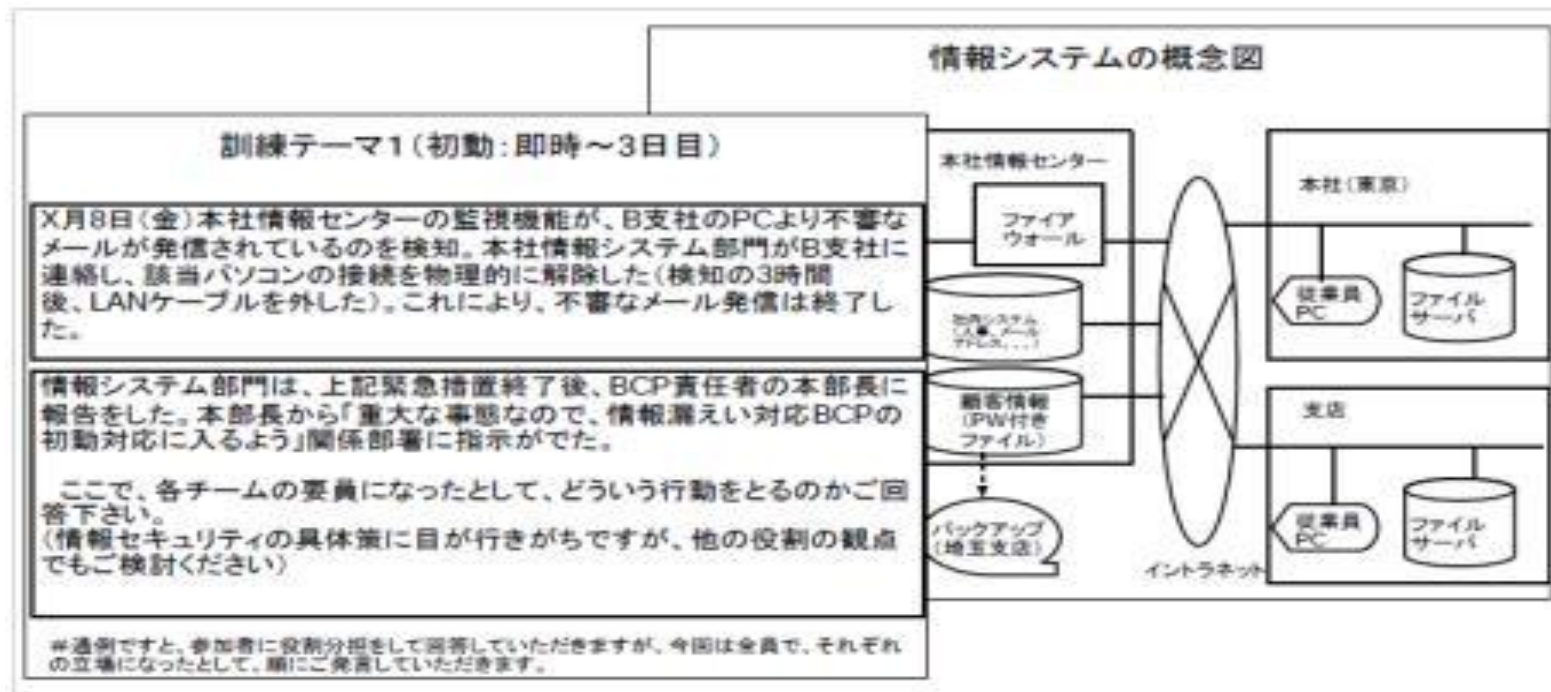 情報システムの概念図
訓練テーマ1(初動:即時～3日目)
X月8日(金)本社情報センターの監視機能が、B支社のPCより不審な
メールが発信されているのを検知。本社情報システム部門がB支社に
連絡し、該当パソコンの接続を物理的に解除した(検知の3時間
後、LANケーブルを外した)。これにより、不審なメール発信は終了し
た。
情報システム部門は、上記緊急措置終了後、BCP責任者の本部長に
報告をした。本部長から「重大な事態なので、情報漏えい対応BCPの
初動対応に入るよう」関係部署に指示がでた。
ここで、各チームの要員になったとして、どういう行動をとるのかご回
答下さい。
(情報セキュリティの具体策に目が行きがちですが、他の役割の観点
でもご検討ください)
#通例ですと、参加者に役割分担をして回答していただきますが、今回は全員で、それぞれ
の立場になったとして、順にご発言していただきます。
本社情報センター
ファイア
ウォール
社内システム
(人事、メール
アドレス、、、)
顧客情報
(PW付き
ファイル)
バックアップ
(埼玉支店)
イントラネット
本社(東京)
従業員
PC
ファイル
サーバ
支店
従業員
PC
ファイル
サーバ